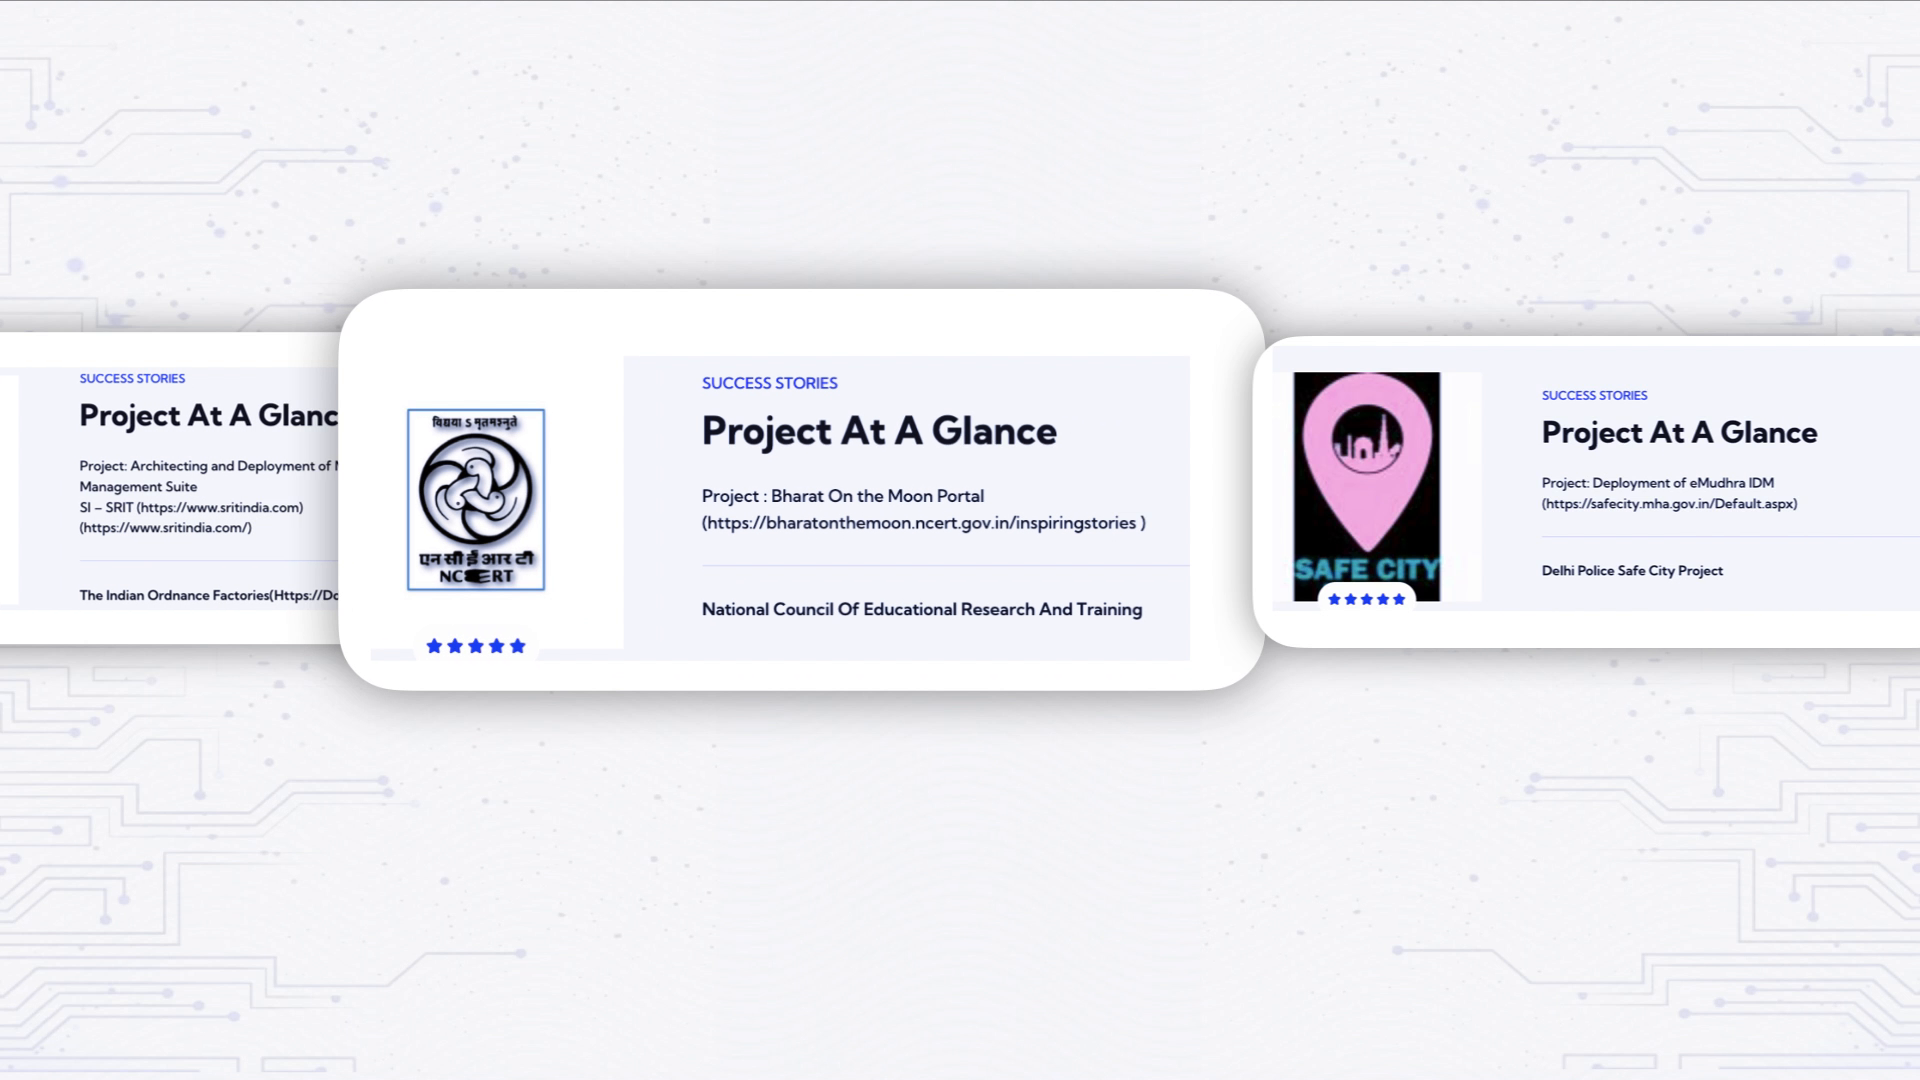 SUCCESS STORIES
Project At A Glanc
Project: Architecting and Deployment of
Management Suite
SI – SRIT (https://www.sritindia.com)
(https://www.sritindia.com/)
The Indian Ordnance Factories(Https://Do
विद्यया ऽ मृतमश्नुते
एन सी ई आर टी
NCERT
SUCCESS STORIES
Project At A Glance
Project : Bharat On the Moon Portal
(https://bharatonthemoon.ncert.gov.in/inspiringstories )
National Council Of Educational Research And Training
SAFE CITY
SUCCESS STORIES
Project At A Glance
Project: Deployment of eMudhra IDM
(https://safecity.mha.gov.in/Default.aspx)
Delhi Police Safe City Project